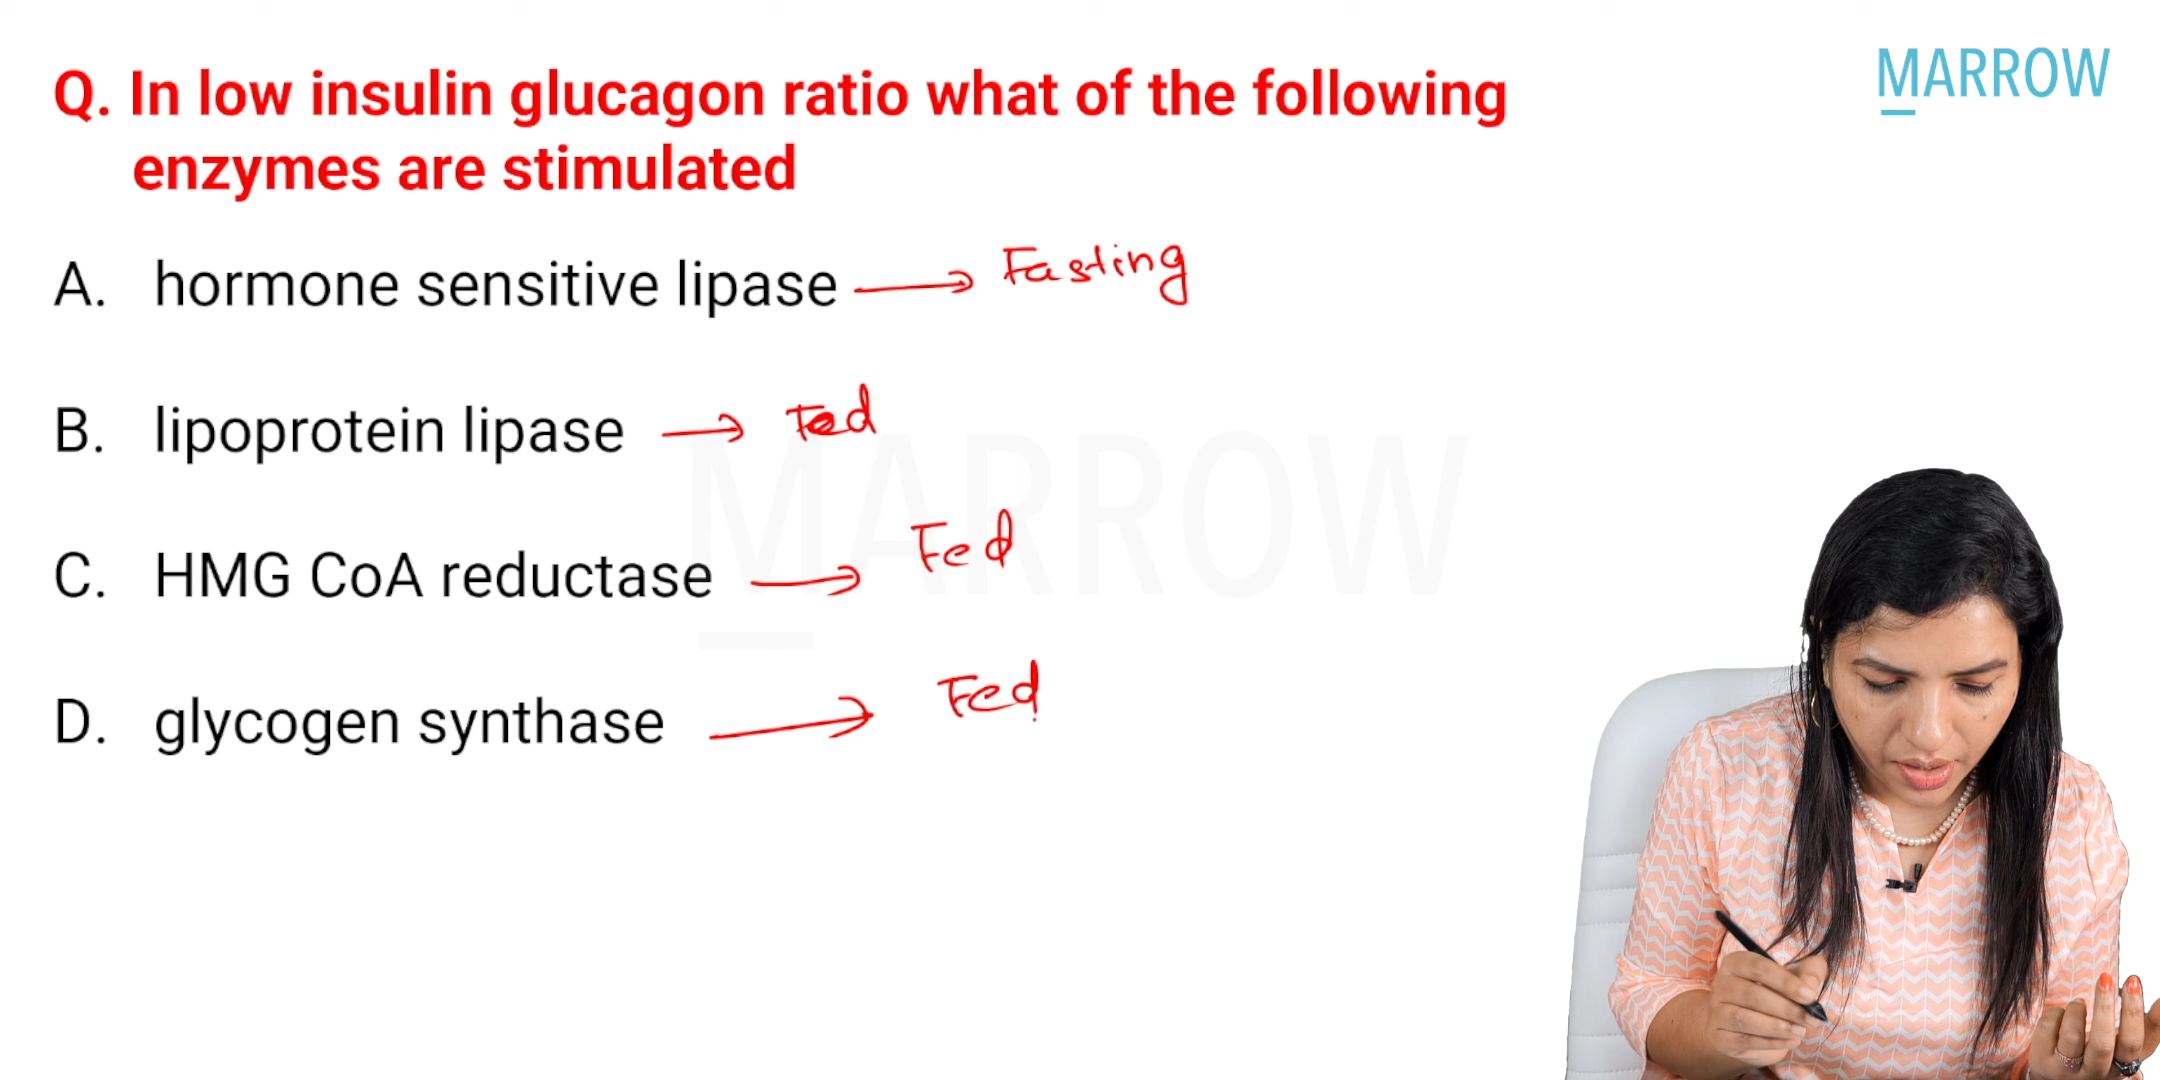 MARROW
Q. In low insulin glucagon ratio what of the following
enzymes are stimulated
A. hormone sensitive lipase → Fasting
B. lipoprotein lipase → Fed
C. HMG CoA reductase → Fed
D. glycogen synthase → Fed
MARROW